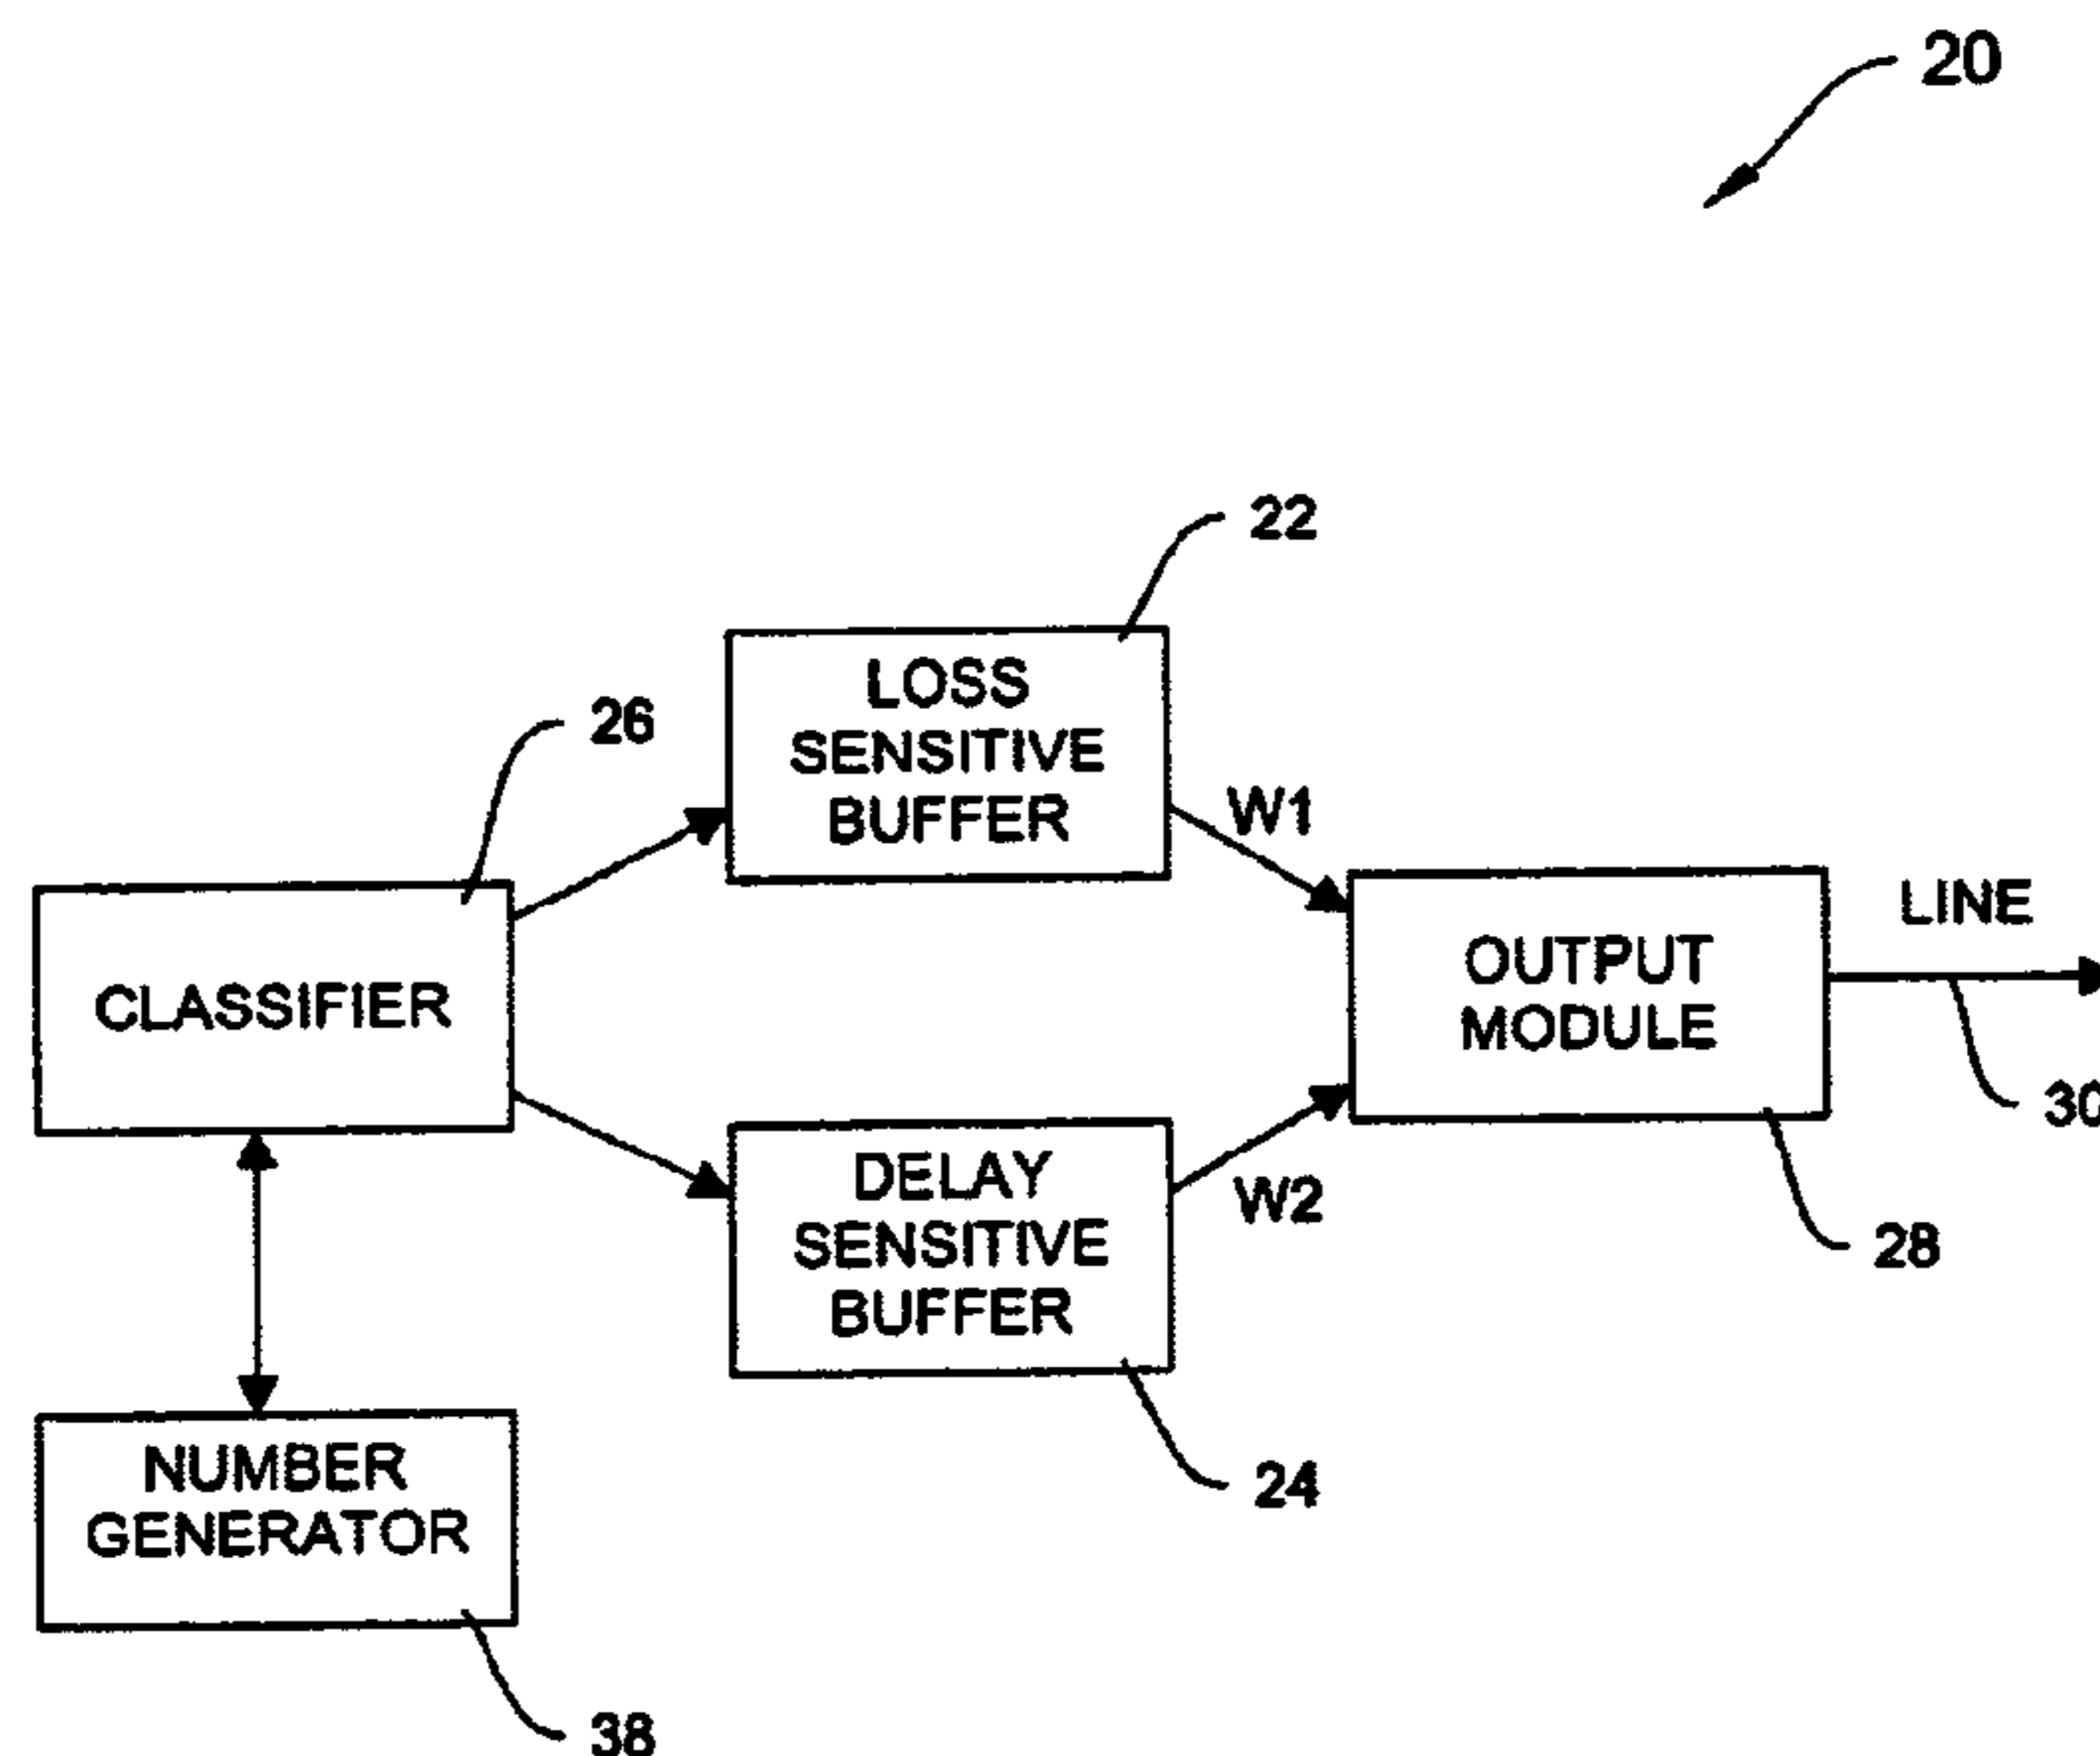 20
22
LOSS
SENSITIVE
BUFFER
26
W1
CLASSIFIER
OUTPUT
MODULE
LINE
30
DELAY
SENSITIVE
BUFFER
W2
28
24
NUMBER
GENERATOR
38